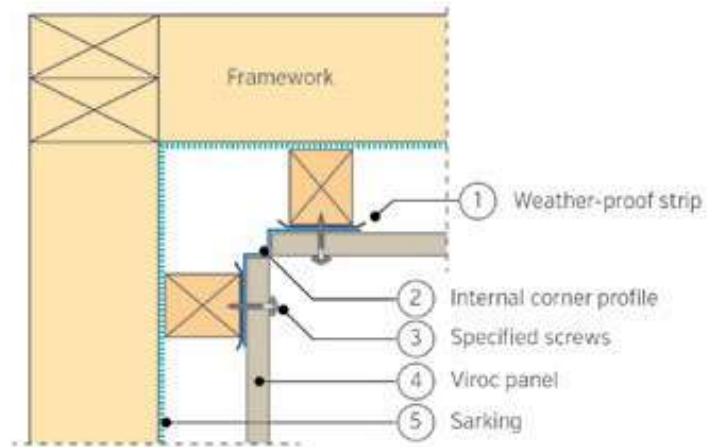 Framework
1 Weather-proof strip
2 Internal corner profile
3 Specified screws
4 Viroc panel
5 Sarking